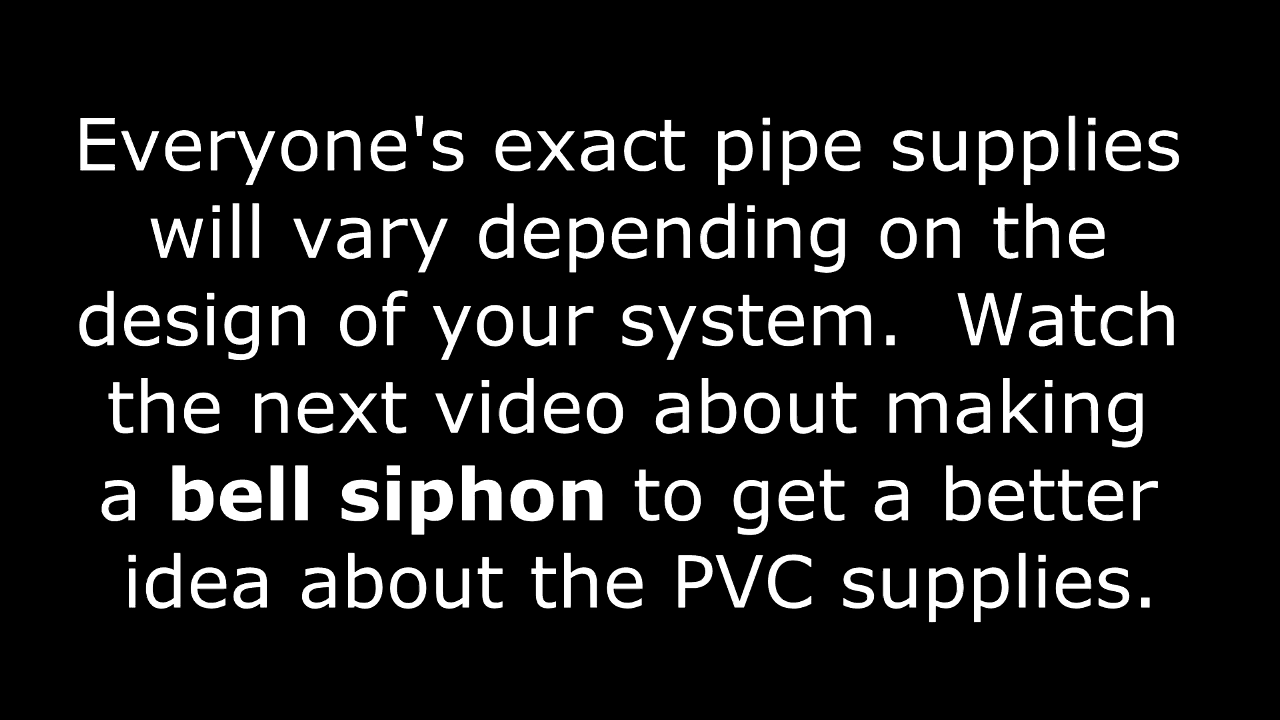 Everyone's exact pipe supplies
will vary depending on the
design of your system.  Watch
the next video about making
a bell siphon to get a better
idea about the PVC supplies.